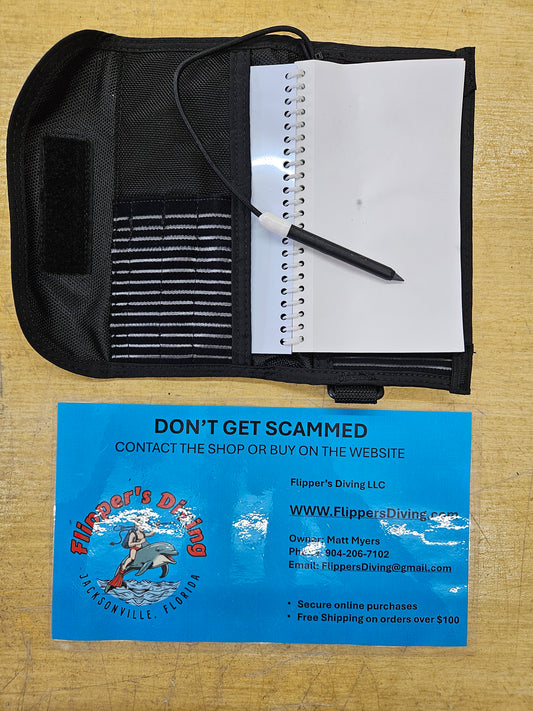 DON'T GET SCAMMED
CONTACT THE SHOP OR BUY ON THE WEBSITE
Flipper's Diving
JACKSONVILLE, FLORIDA
Flipper's Diving LLC
WWW.FlippersDiving.com
Owner: Matt Myers
Phone: 904-206-7102
Email: FlippersDiving@gmail.com
• Secure online purchases
• Free Shipping on orders over $100